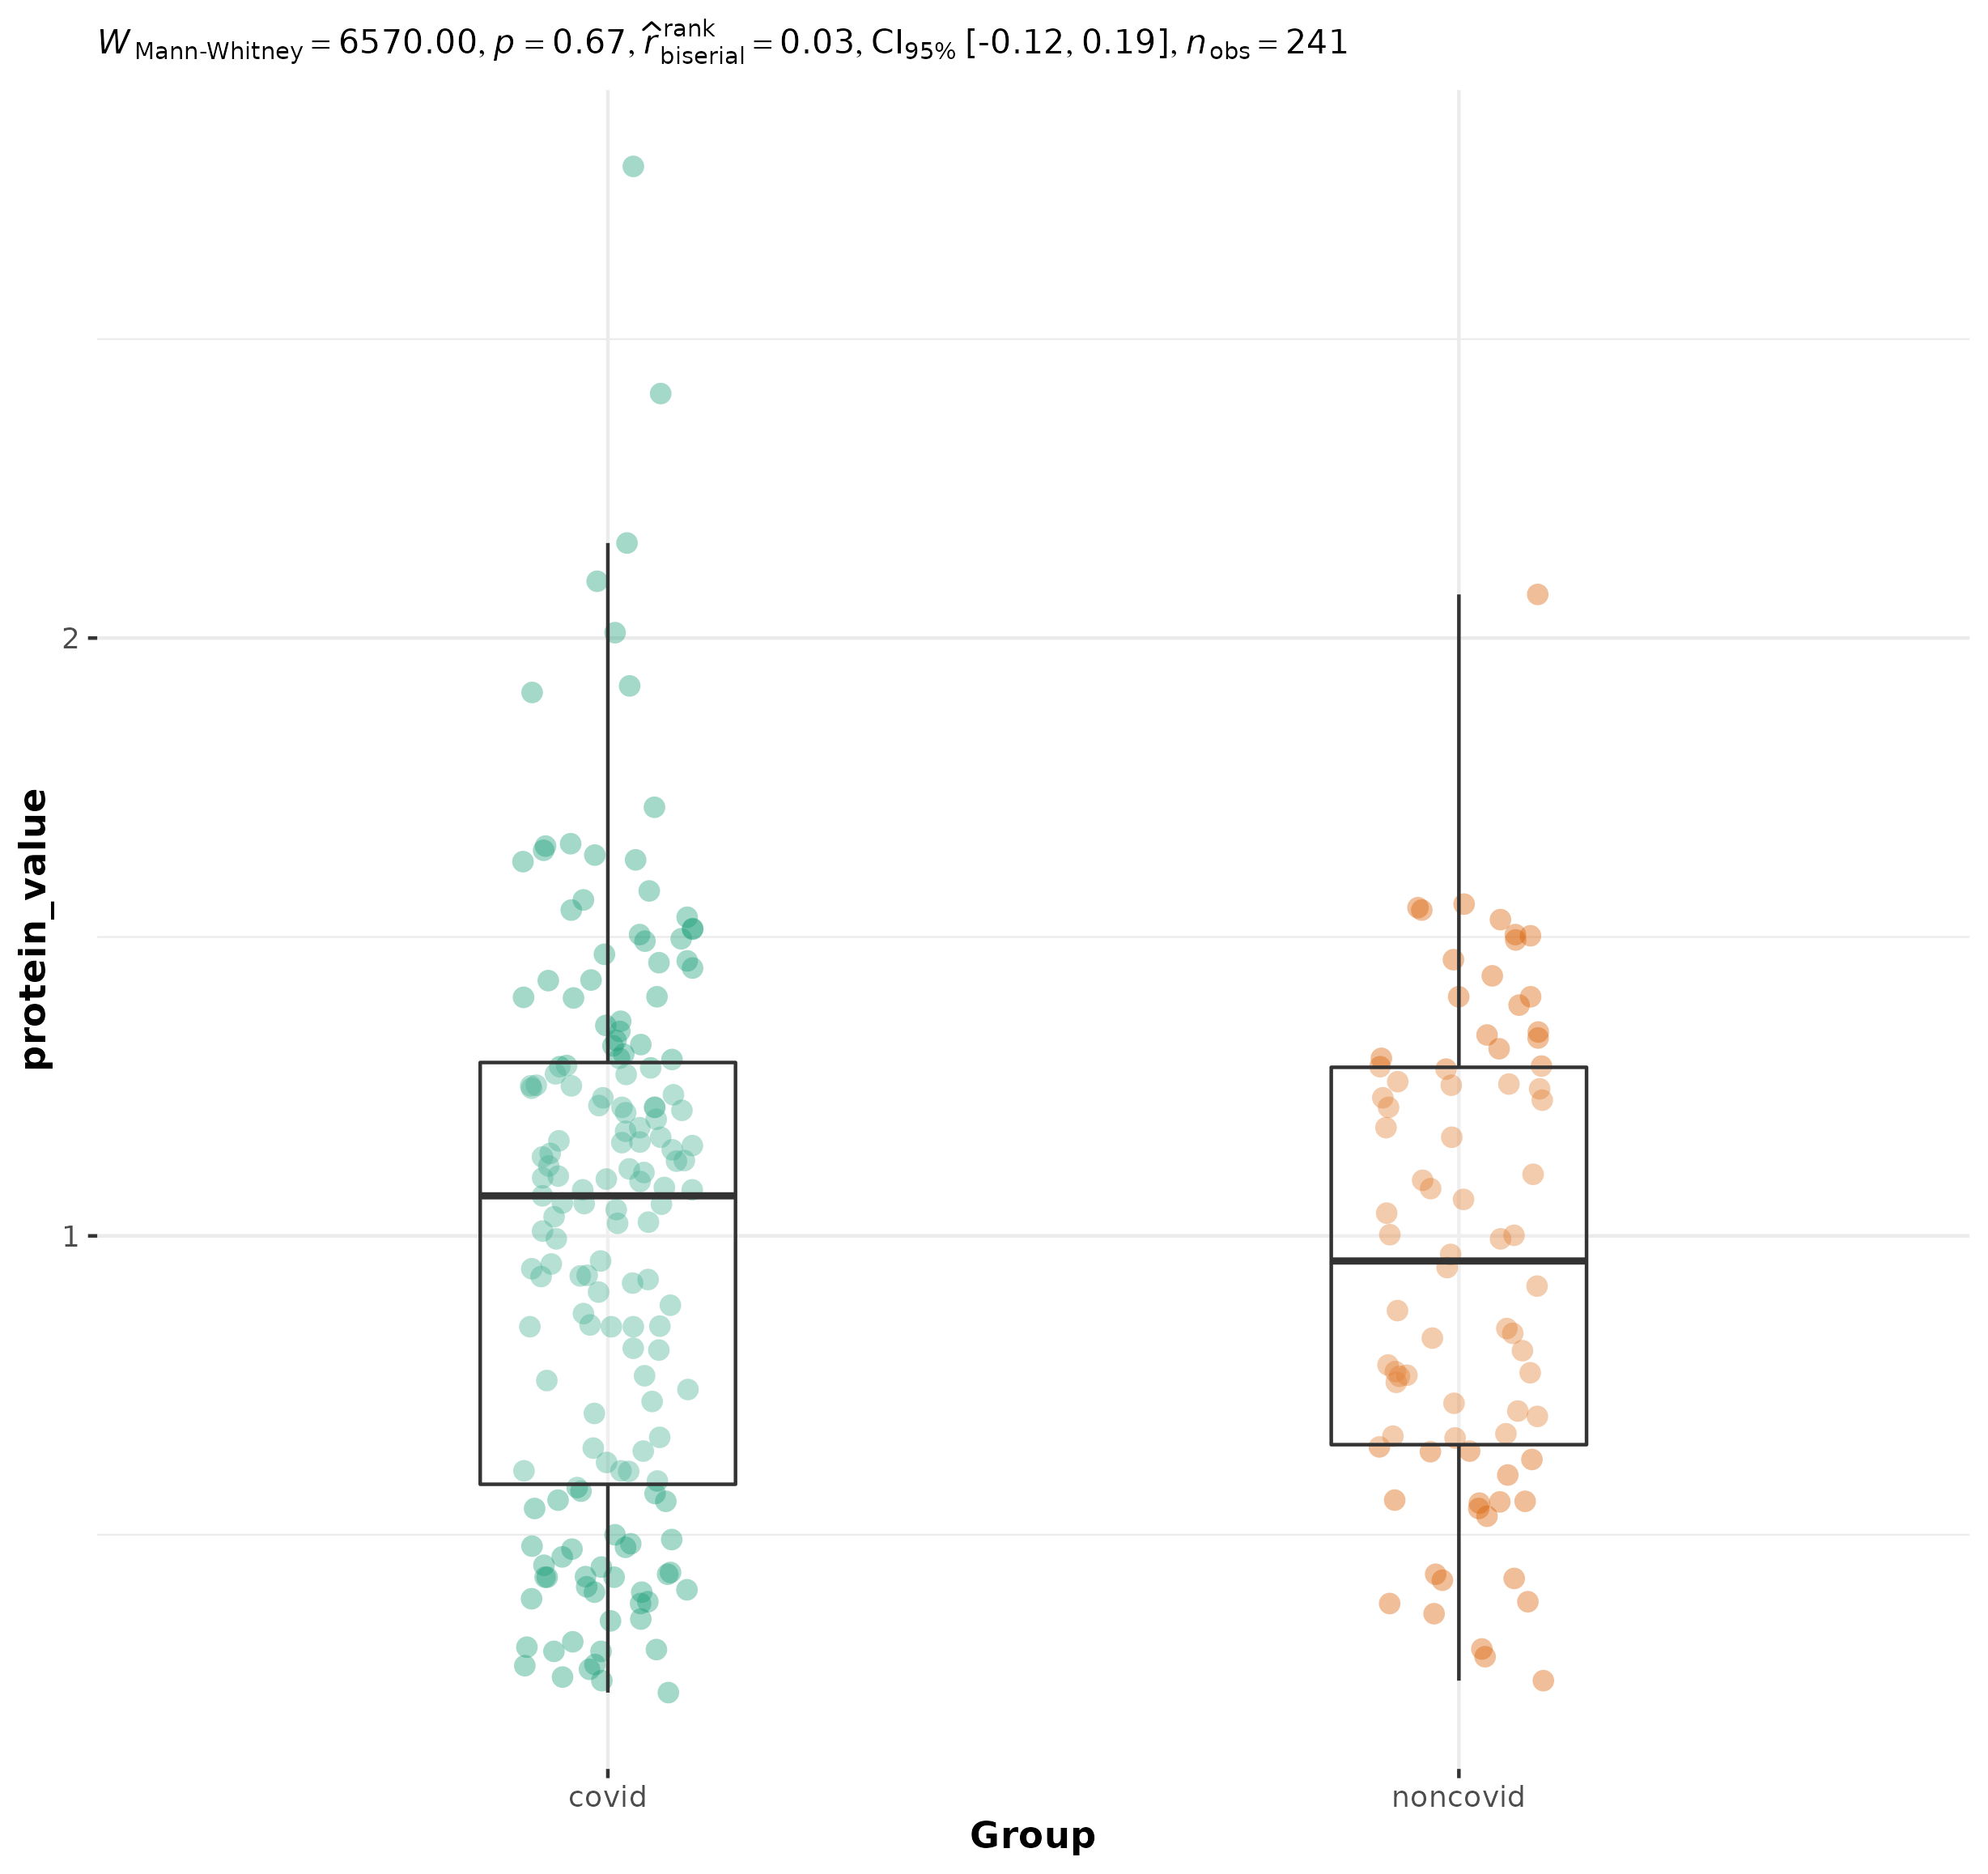 W Mann-Whitney = 6570.00, p = 0.67, r̂ rank biserial = 0.03, CI95% [-0.12, 0.19], nobs = 241
2
1
protein_value
covid noncovid
Group